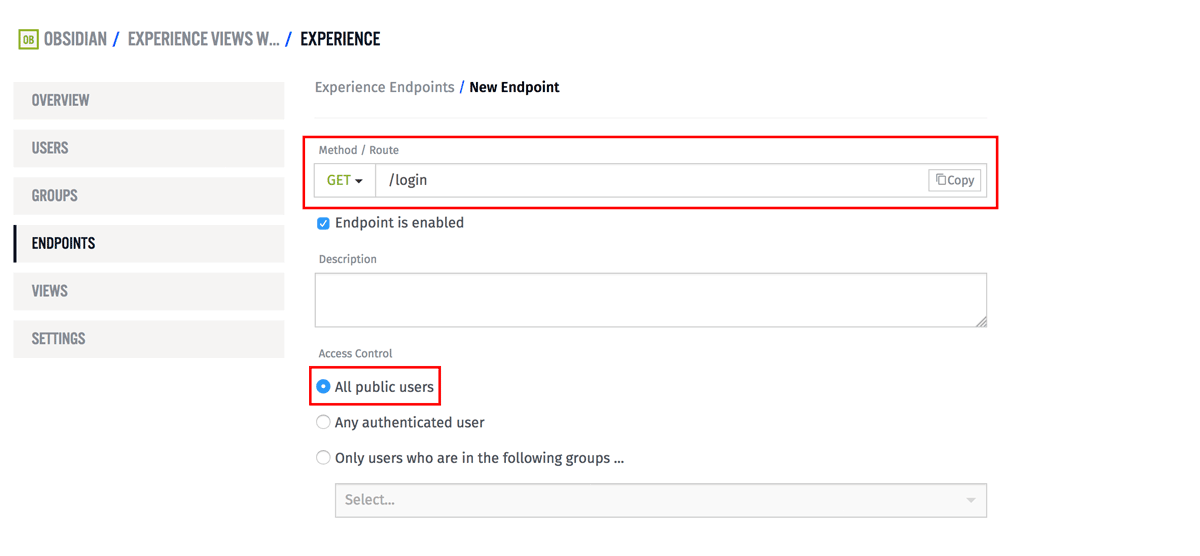 OB OBSIDIAN / EXPERIENCE VIEWS W... / EXPERIENCE
OVERVIEW
USERS
GROUPS
ENDPOINTS
VIEWS
SETTINGS
Experience Endpoints / New Endpoint
Method / Route
GET /login Copy
Endpoint is enabled
Description
Access Control
All public users
Any authenticated user
Only users who are in the following groups ...
Select...